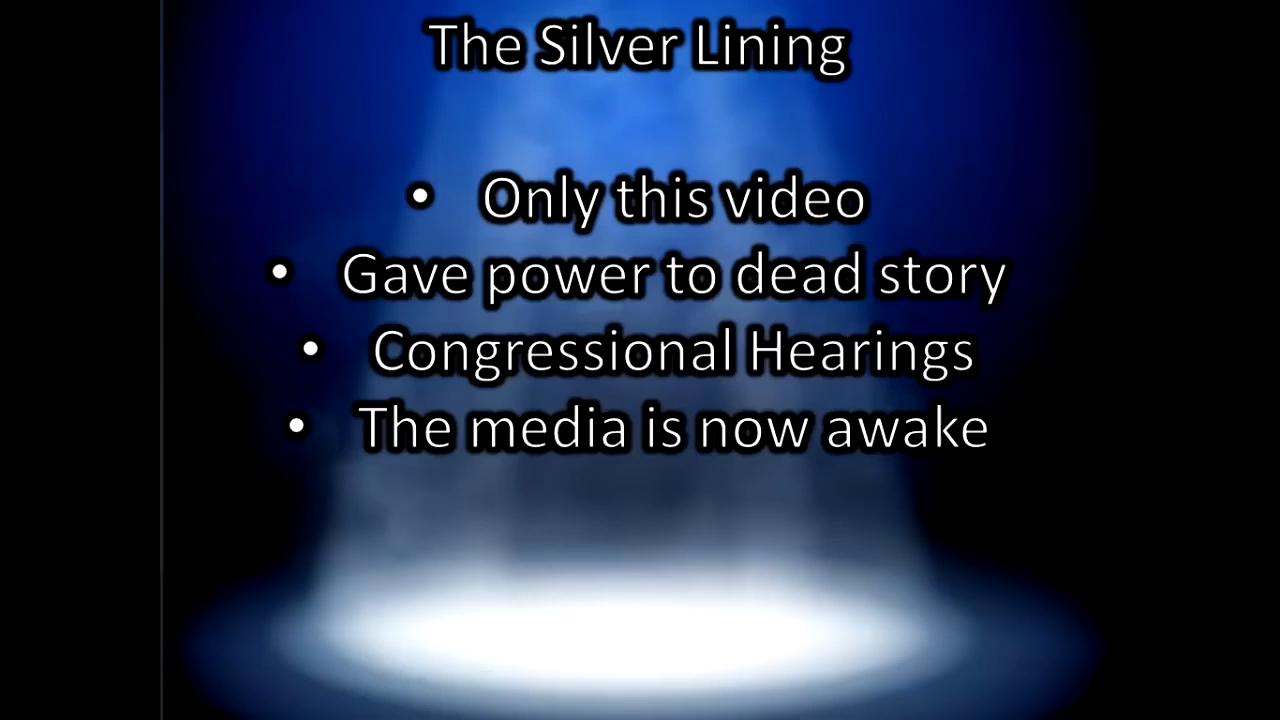 The Silver Lining
• Only this video
• Gave power to dead story
• Congressional Hearings
• The media is now awake